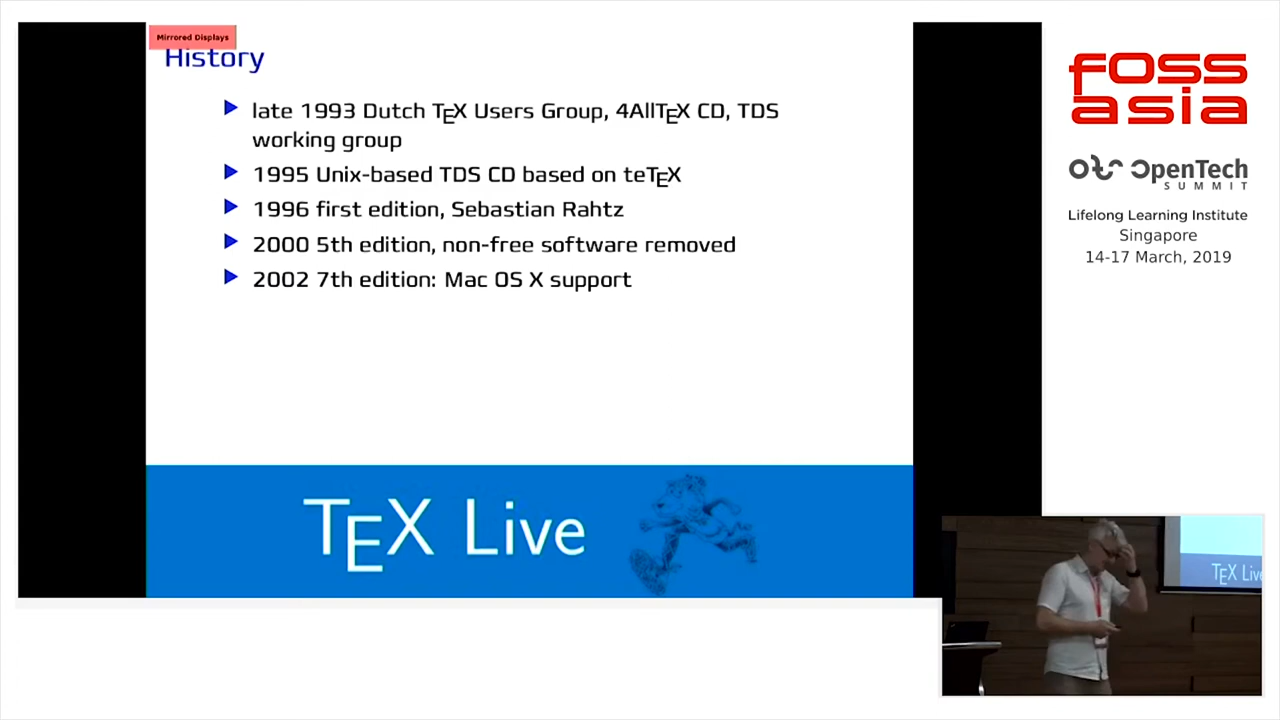 Mirrored Displays
History
late 1993 Dutch TEX Users Group, 4AllTEX CD, TDS
working group
1995 Unix-based TDS CD based on teTEX
1996 first edition, Sebastian Rahtz
2000 5th edition, non-free software removed
2002 7th edition: Mac OS X support
TEX Live
FOSS
asia
OpenTech
SUMMIT
Lifelong Learning Institute
Singapore
14-17 March, 2019
TEX Live